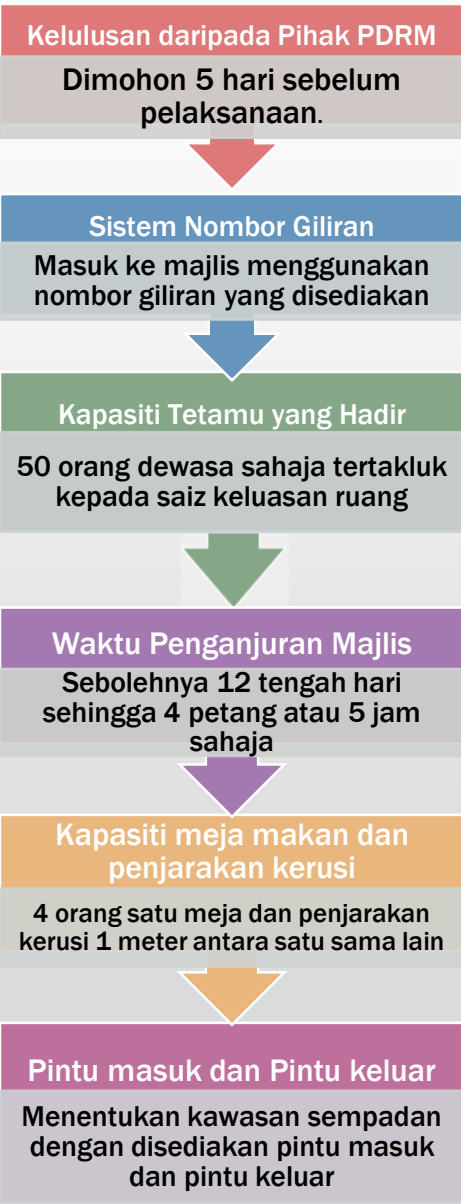 Kelulusan daripada Pihak PDRM
Dimohon 5 hari sebelum
pelaksanaan.
Sistem Nombor Giliran
Masuk ke majlis menggunakan
nombor giliran yang disediakan
Kapasiti Tetamu yang Hadir
50 orang dewasa sahaja tertakluk
kepada saiz keluasan ruang
Waktu Penganjuran Majlis
Sebolehnya 12 tengah hari
sehingga 4 petang atau 5 jam
sahaja
Kapasiti meja makan dan
penjarakan kerusi
4 orang satu meja dan penjarakan
kerusi 1 meter antara satu sama lain
Pintu masuk dan Pintu keluar
Menentukan kawasan sempadan
dengan disediakan pintu masuk
dan pintu keluar